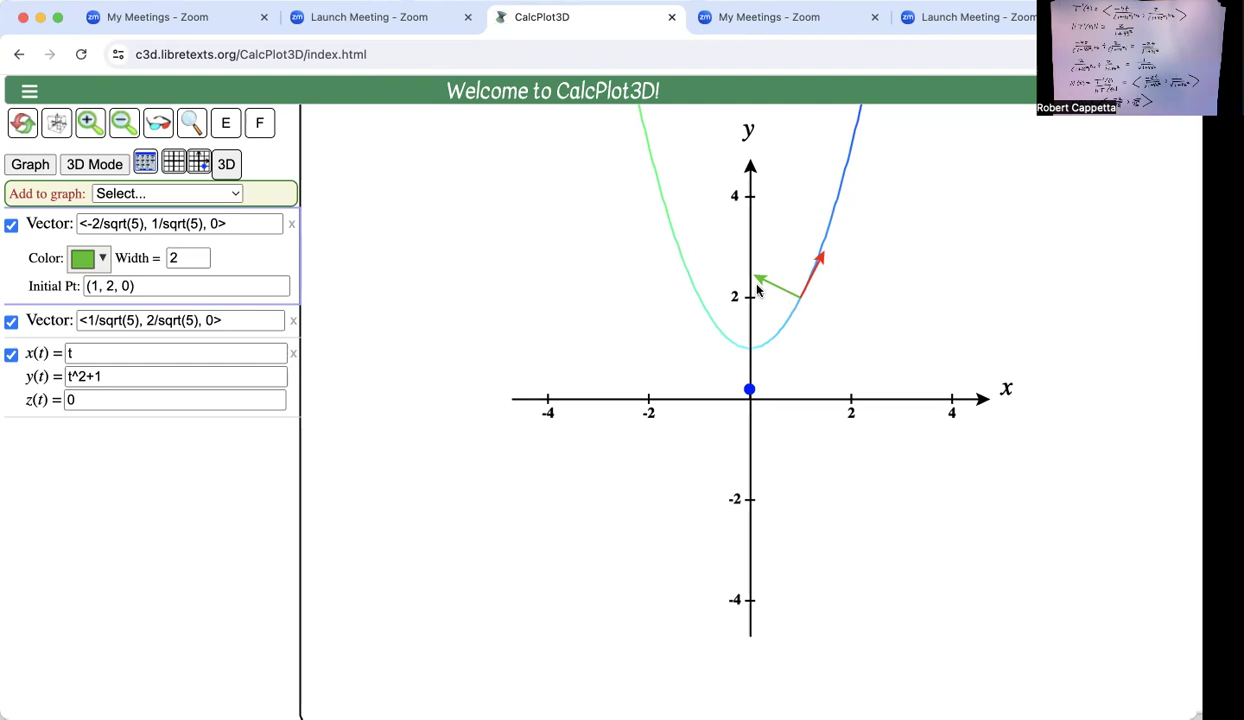 My Meetings - Zoom
Launch Meeting - Zoom
CalcPlot3D
My Meetings - Zoom
Launch Meeting - Zoom
c3d.libretexts.org/CalcPlot3D/index.html
Welcome to CalcPlot3D!
Robert Cappetta
E
F
Graph
3D Mode
3D
Add to graph: Select...
Vector: <-2/sqrt(5), 1/sqrt(5), 0>
x
Color:
Width = 2
Initial Pt: (1, 2, 0)
Vector: <1/sqrt(5), 2/sqrt(5), 0>
x
x(t) = t
x
y(t) = t^2+1
z(t) = 0
y
4
2
x
-4
-2
2
4
-2
-4